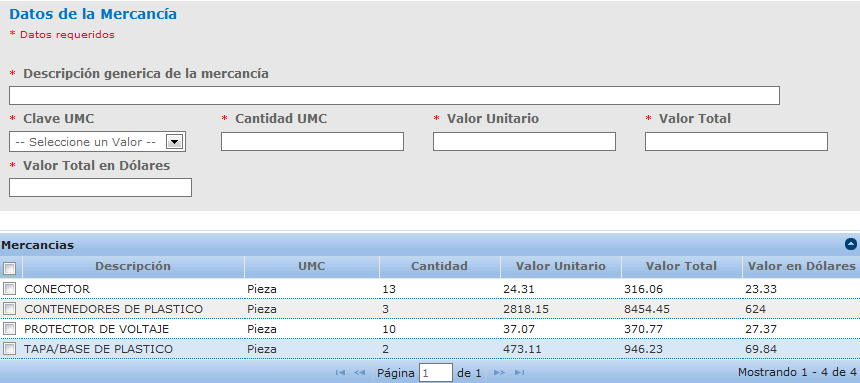 Datos de la Mercancía
* Datos requeridos
* Descripción generica de la mercancía
* Clave UMC * Cantidad UMC * Valor Unitario * Valor Total
-- Seleccione un Valor --
* Valor Total en Dólares
Mercancias
Descripción UMC Cantidad Valor Unitario Valor Total Valor en Dólares
CONECTOR Pieza 13 24.31 316.06 23.33
CONTENEDORES DE PLASTICO Pieza 3 2818.15 8454.45 624
PROTECTOR DE VOLTAJE Pieza 10 37.07 370.77 27.37
TAPA/BASE DE PLASTICO Pieza 2 473.11 946.23 69.84
Página 1 de 1 Mostrando 1 - 4 de 4